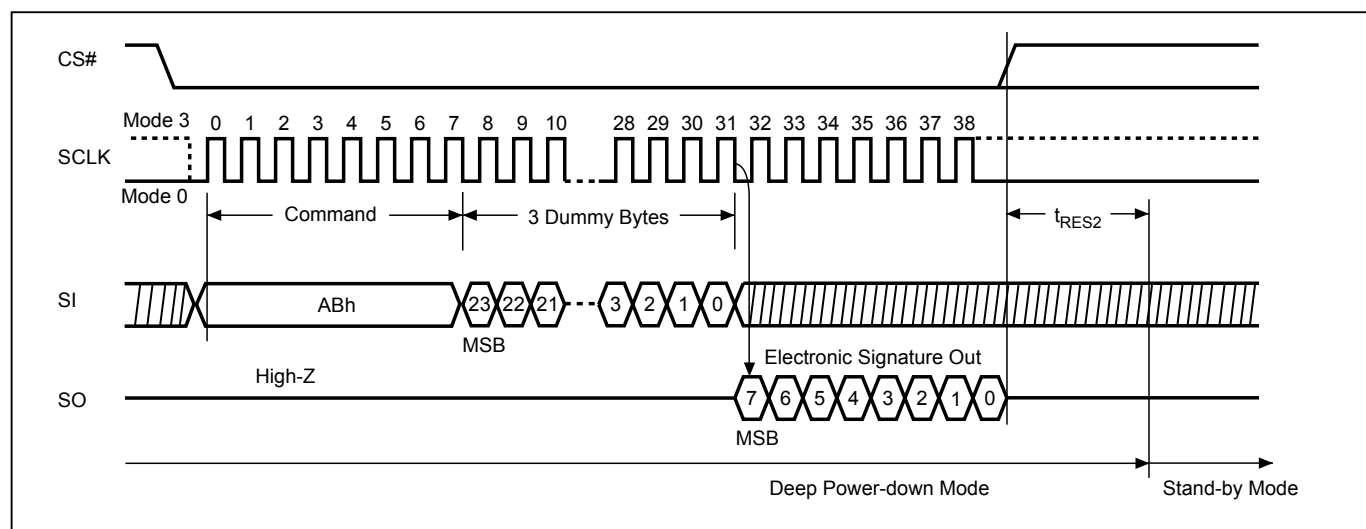 CS#
Mode 3
0 1 2 3 4 5 6 7 8 9 10 28 29 30 31 32 33 34 35 36 37 38
SCLK
Mode 0
Command
3 Dummy Bytes
tRES2
SI
ABh
23 22 21 3 2 1 0
MSB
Electronic Signature Out
High-Z
SO
7 6 5 4 3 2 1 0
MSB
Deep Power-down Mode
Stand-by Mode